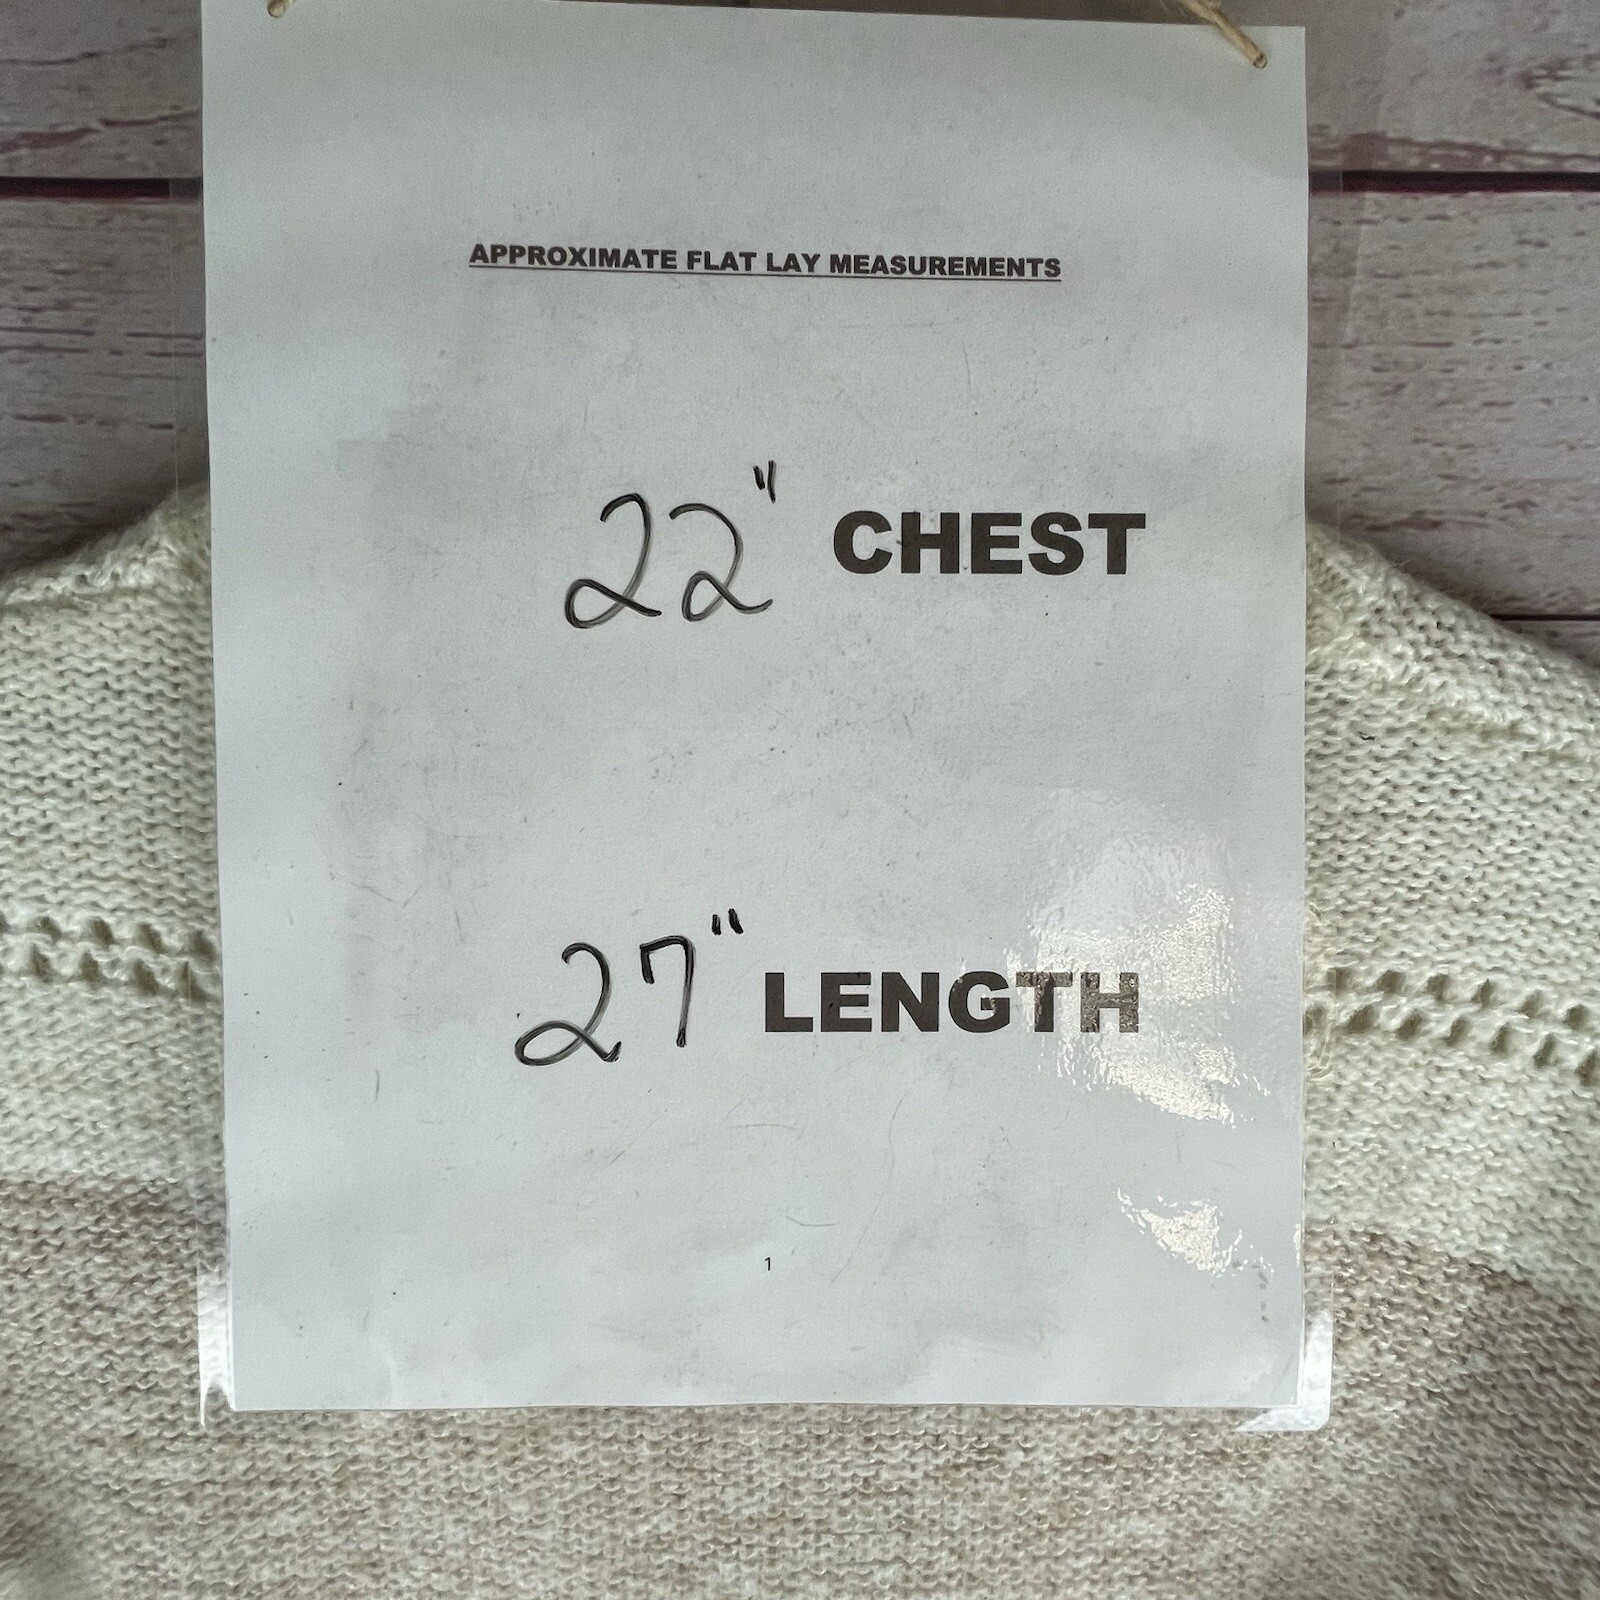 APPROXIMATE FLAT LAY MEASUREMENTS
22" CHEST
27" LENGTH
1